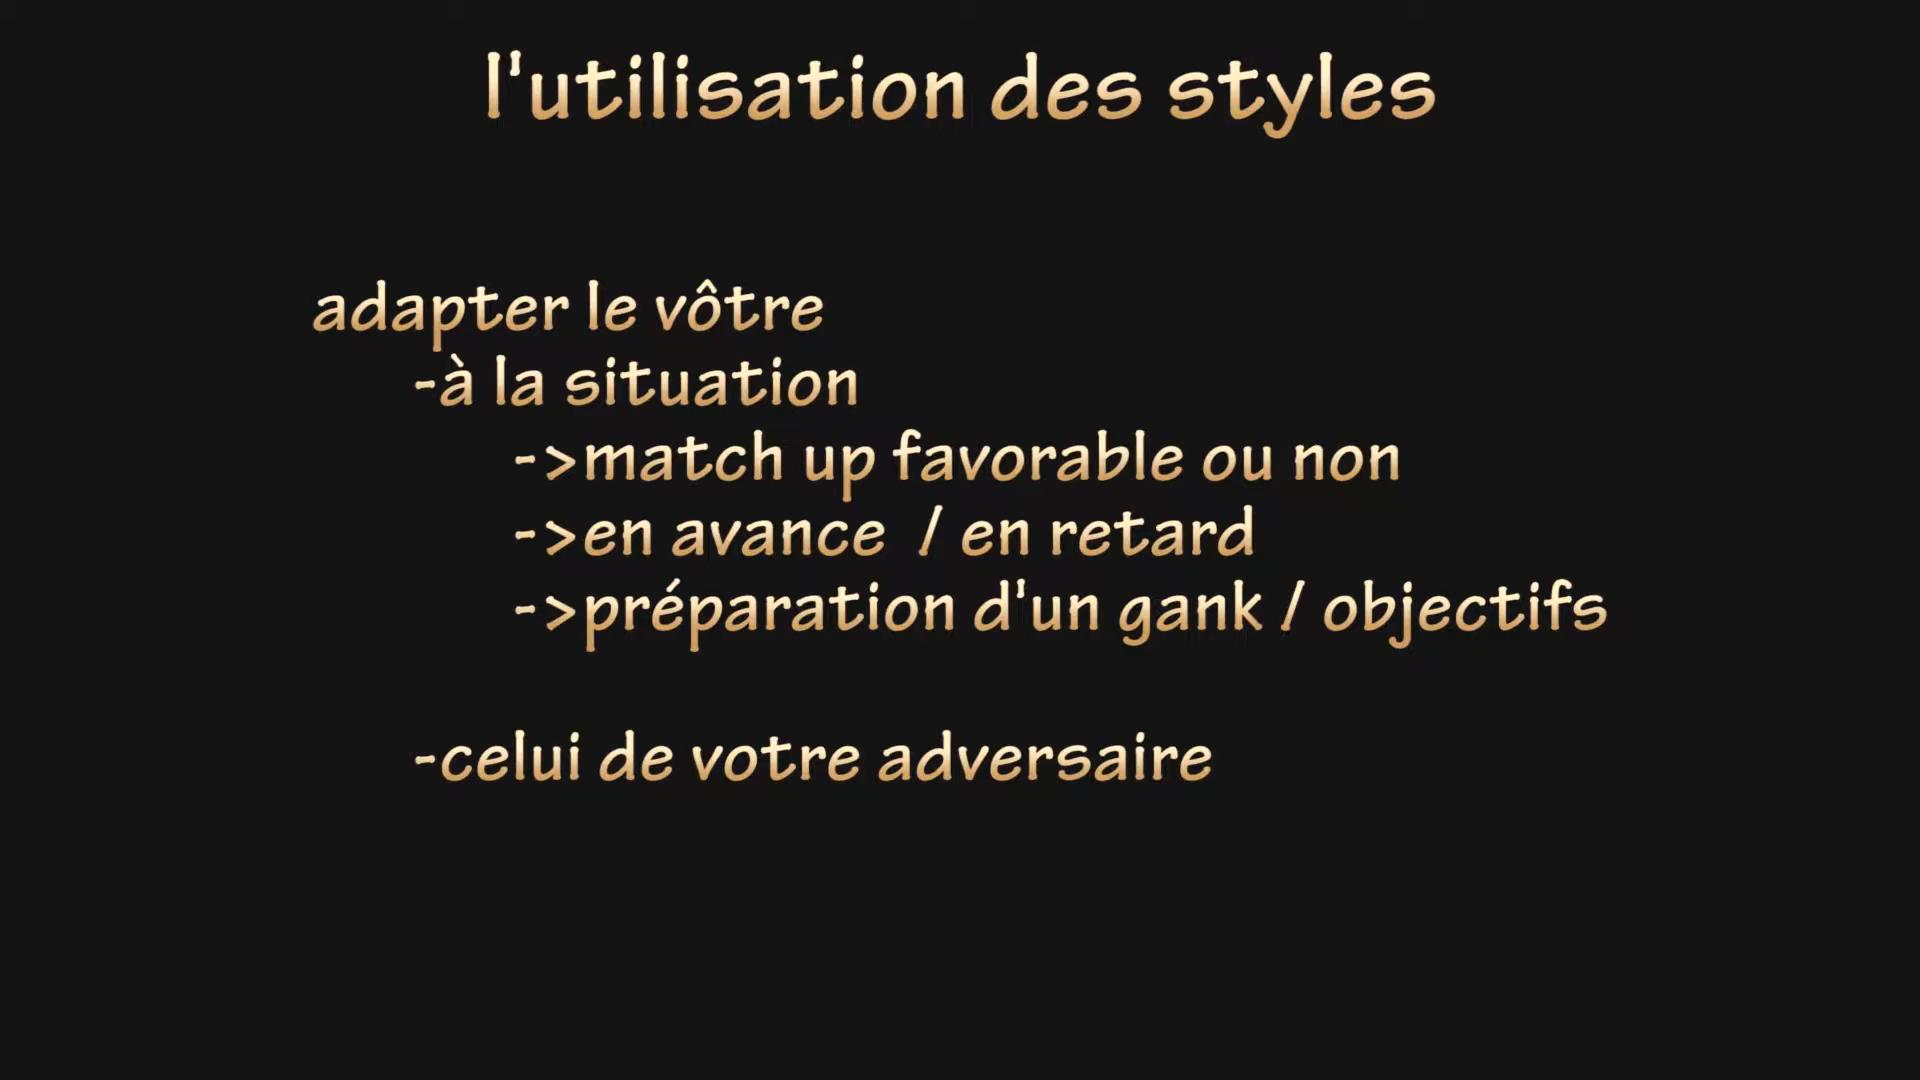 l'utilisation des styles
adapter le vôtre
-à la situation
->match up favorable ou non
->en avance / en retard
->préparation d'un gank / objectifs
-celui de votre adversaire